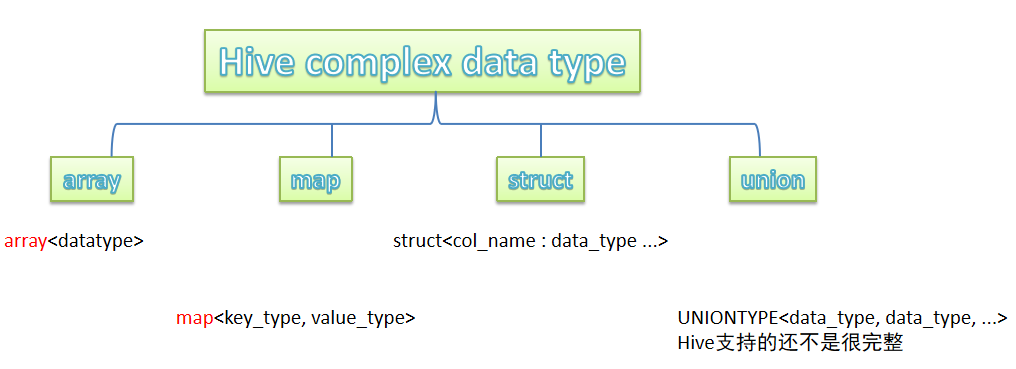 Hive complex data type
array
map
struct
union
array<datatype>
struct<col_name : data_type ...>
map<key_type, value_type>
UNIONTYPE<data_type, data_type, ...>
Hive支持的还不是很完整